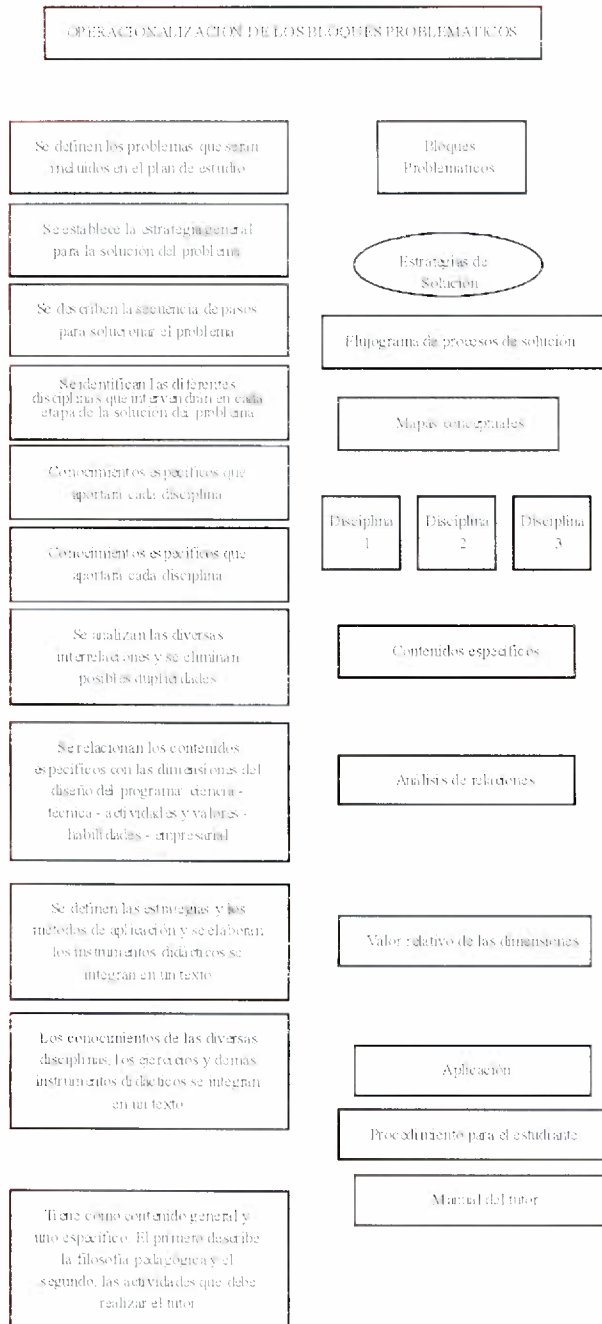 OPERACIONALIZACION DE LOS BLOQUES PROBLEMATICOS
Se definen los problemas que serán
incluidos en el plan de estudio
Bloques
Problematicos
Se establece la estrategia general
para la solución del problema
Estrategias de
Solución
Se describen la secuencia de pasos
para solucionar el problema
Flujograma de procesos de solución
Se identifican las diferentes
disciplinas que intervendrán en cada
etapa de la solución del problema
Mapas conceptuales
Conocimientos específicos que
aportará cada disciplina
Disciplina
1
Disciplina
2
Disciplina
3
Conocimientos específicos que
aportará cada disciplina
Se analizan las diversas
interrelaciones y se eliminan
posibles duplicidades
Contenidos específicos
Se relacionan los contenidos
específicos con las dimensiones del
diseño del programa: ciencia -
técnica - actividades y valores -
habilidades - empresarial
Análisis de relaciones
Se definen las estrategias y los
métodos de aplicación y se elaboran
los instrumentos didácticos se
integran en un texto
Valor relativo de las dimensiones
Los conocimientos de las diversas
disciplinas, los ejercicios y demás
instrumentos didácticos se integran
en un texto
Aplicación
Procedimiento para el estudiante
Manual del tutor
Tiene como contenido general y
uno específico. El primero describe
la filosofía pedagógica y el
segundo, las actividades que debe
realizar el tutor